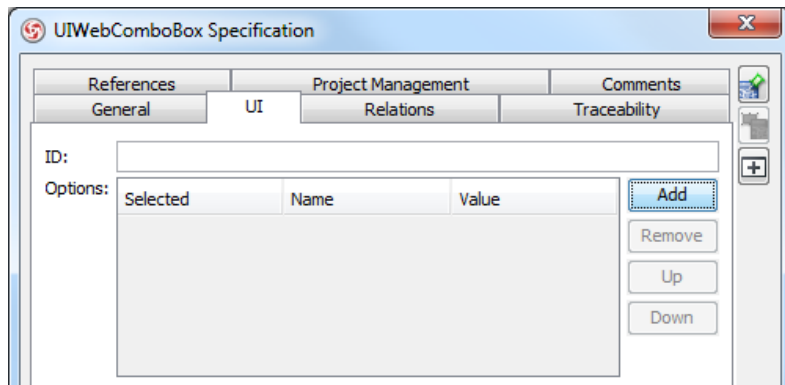 UIWebComboBox Specification
References Project Management Comments
General UI Relations Traceability
ID:
Options: Selected Name Value Add
Remove
Up
Down